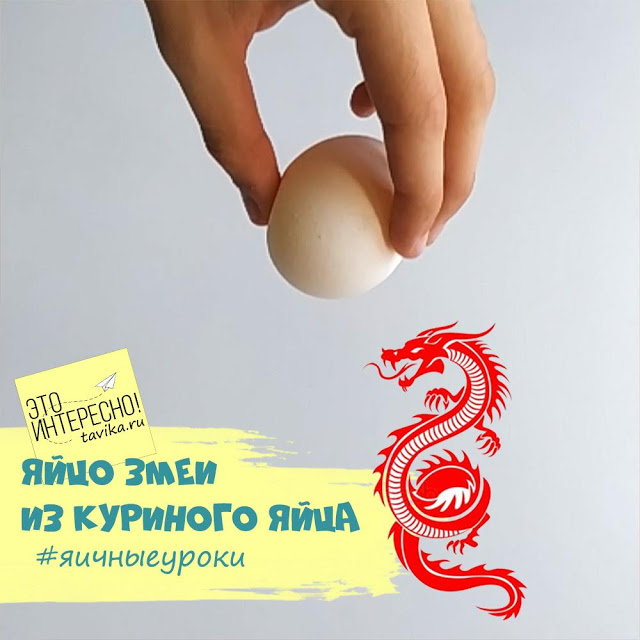 ЭТО
ИНТЕРЕСНО!
tavika.ru
ЯЙЦО ЗМЕИ
ИЗ КУРИНОГО ЯЙЦА
#яичныеуроки